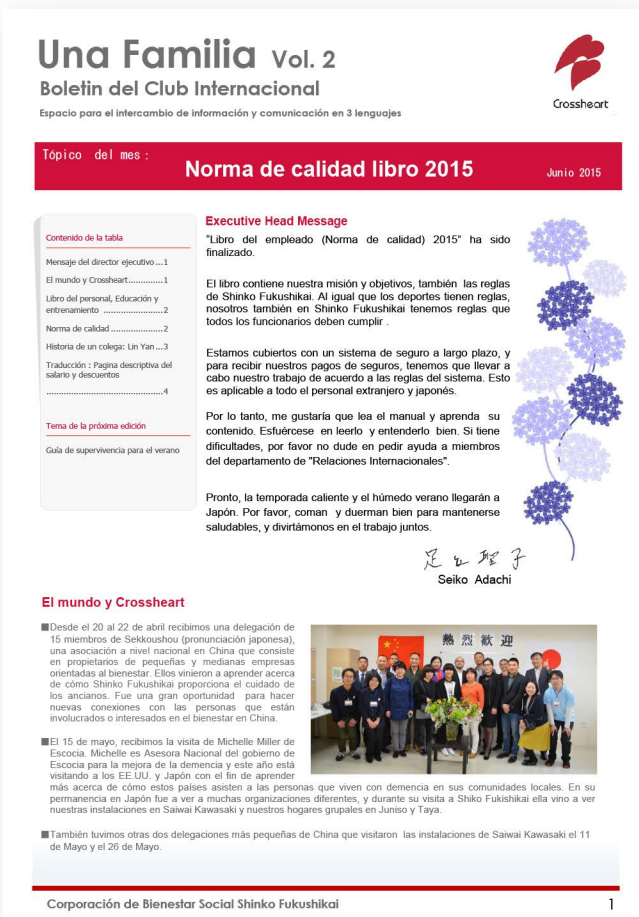 Una Familia Vol. 2
Boletin del Club Internacional
Espacio para el intercambio de información y comunicación en 3 lenguajes
Crossheart
Tópico del mes :
Norma de calidad libro 2015
Junio 2015
Contenido de la tabla
Mensaje del director ejecutivo ...1
El mundo y Crossheart.............1
Libro del personal, Educación y
entrenamiento .......................2
Norma de calidad ....................2
Historia de un colega: Lin Yan ...3
Traducción : Pagina descriptiva del
salario y descuentos
............................................4
Tema de la próxima edición
Guía de supervivencia para el verano
Executive Head Message
"Libro del empleado (Norma de calidad) 2015" ha sido
finalizado.
El libro contiene nuestra misión y objetivos, también las reglas
de Shinko Fukushikai. Al igual que los deportes tienen reglas,
nosotros también en Shinko Fukushikai tenemos reglas que
todos los funcionarios deben cumplir .
Estamos cubiertos con un sistema de seguro a largo plazo, y
para recibir nuestros pagos de seguros, tenemos que llevar a
cabo nuestro trabajo de acuerdo a las reglas del sistema. Esto
es aplicable a todo el personal extranjero y japonés.
Por lo tanto, me gustaría que lea el manual y aprenda su
contenido. Esfuércese en leerlo y entenderlo bien. Si tiene
dificultades, por favor no dude en pedir ayuda a miembros
del departamento de "Relaciones Internacionales".
Pronto, la temporada caliente y el húmedo verano llegarán a
Japón. Por favor, coman y duerman bien para mantenerse
saludables, y divirtámonos en el trabajo juntos.
足立聖子
Seiko Adachi
El mundo y Crossheart
■Desde el 20 al 22 de abril recibimos una delegación de
15 miembros de Sekkoushou (pronunciación japonesa),
una asociación a nivel nacional en China que consiste
en propietarios de pequeñas y medianas empresas
orientadas al bienestar. Ellos vinieron a aprender acerca
de cómo Shinko Fukushikai proporciona el cuidado de
los ancianos. Fue una gran oportunidad para hacer
nuevas conexiones con las personas que están
involucrados o interesados en el bienestar en China.
熱烈歓迎
■El 15 de mayo, recibimos la visita de Michelle Miller de
Escocia. Michelle es Asesora Nacional del gobierno de
Escocia para la mejora de la demencia y este año está
visitando a los EE.UU. y Japón con el fin de aprender
más acerca de cómo estos países asisten a las personas que viven con demencia en sus comunidades locales. En su
permanencia en Japón fue a ver a muchas organizaciones diferentes, y durante su visita a Shiko Fukishikai ella vino a ver
nuestras instalaciones en Saiwai Kawasaki y nuestros hogares grupales en Juniso y Taya.
■También tuvimos otras dos delegaciones más pequeñas de China que visitaron las instalaciones de Saiwai Kawasaki el 11
de Mayo y el 26 de Mayo.
Corporación de Bienestar Social Shinko Fukushikai
1